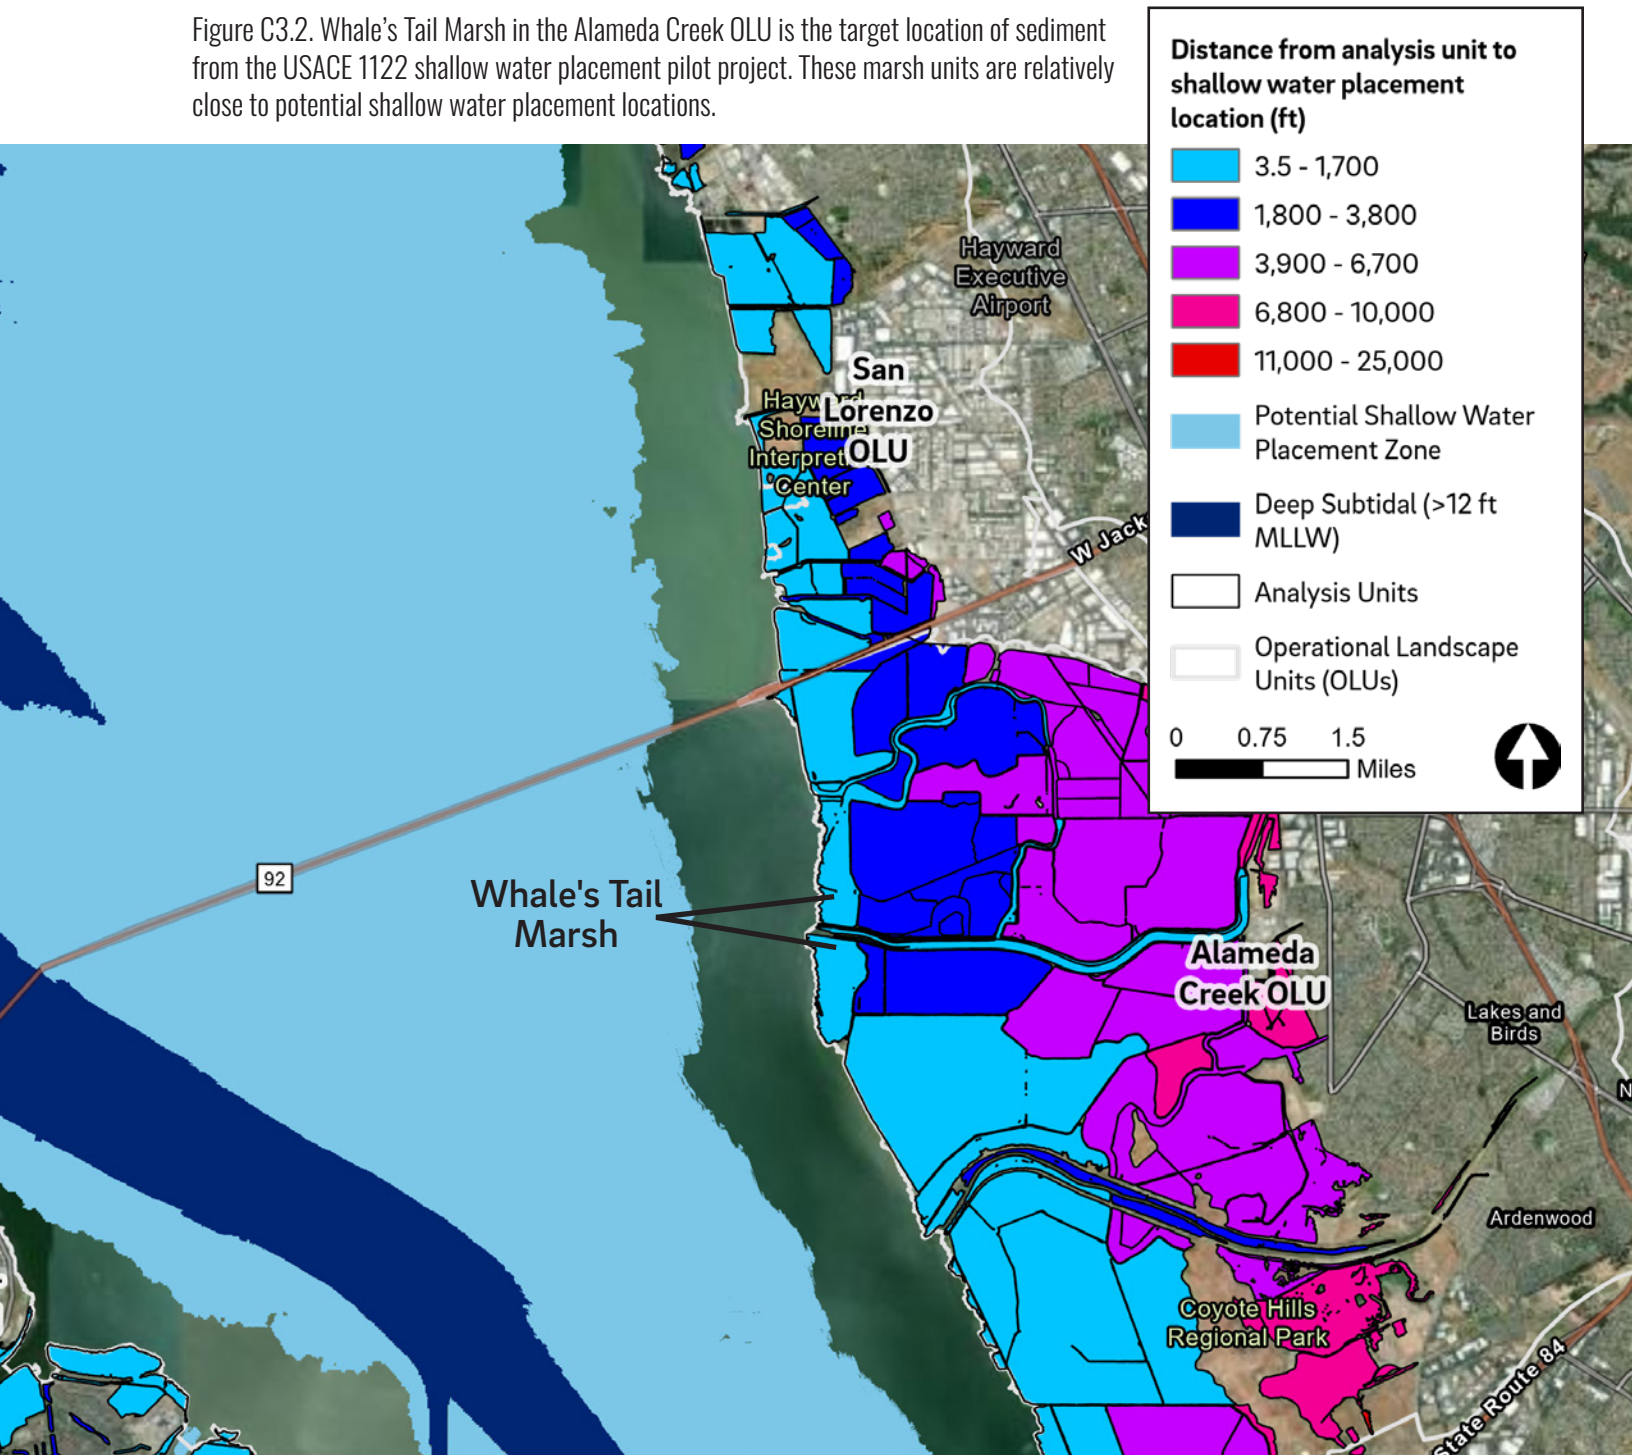 Figure C3.2. Whale's Tail Marsh in the Alameda Creek OLU is the target location of sediment
from the USACE 1122 shallow water placement pilot project. These marsh units are relatively
close to potential shallow water placement locations.
Distance from analysis unit to
shallow water placement
location (ft)
3.5 - 1,700
1,800 - 3,800
3,900 - 6,700
6,800 - 10,000
11,000 - 25,000
Potential Shallow Water
Placement Zone
Deep Subtidal (>12 ft
MLLW)
Analysis Units
Operational Landscape
Units (OLUs)
0 0.75 1.5
Miles
Hayward
Executive
Airport
San
Lorenzo
OLU
Hayward
Shoreline
Interpret
Center
W Jack
92
Whale's Tail
Marsh
Alameda
Creek OLU
Lakes and
Birds
N
Ardenwood
Coyote Hills
Regional Park
State Route 84